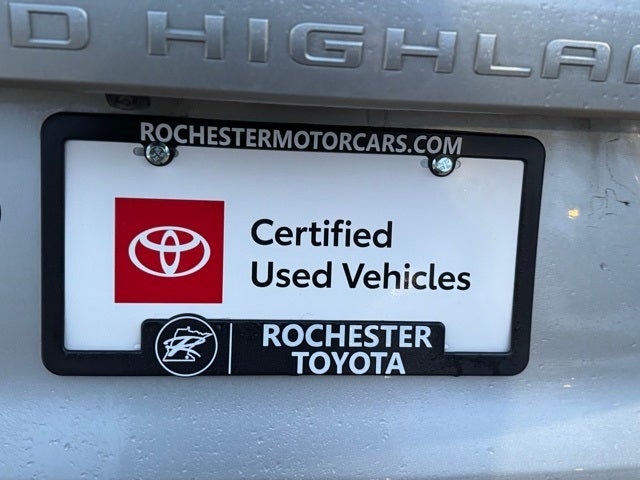 D HIGHLA
ROCHESTERMOTORCARS.COM
Certified
Used Vehicles
ROCHESTER
TOYOTA